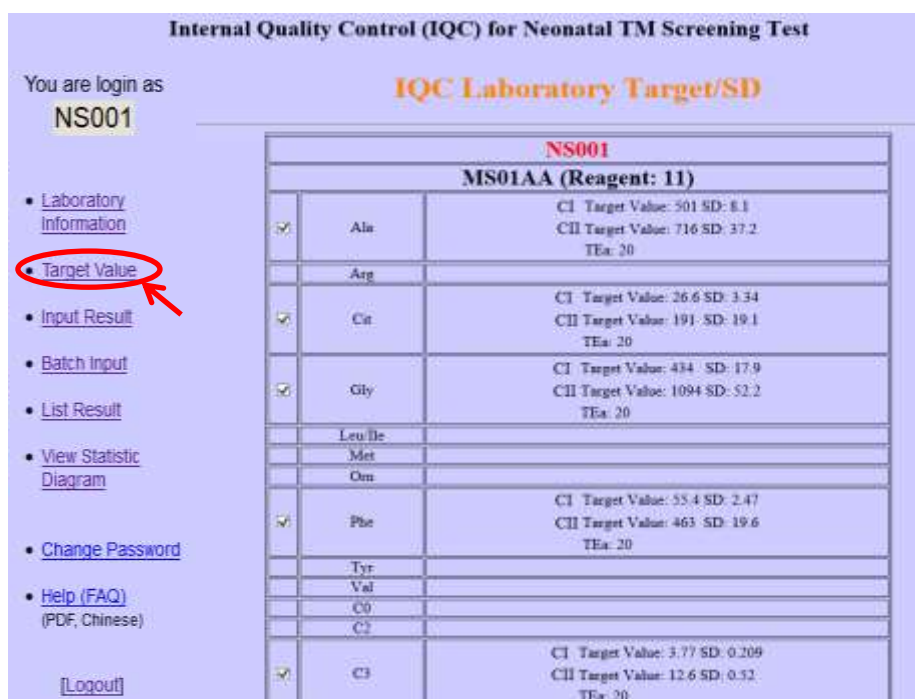 Internal Quality Control (IQC) for Neonatal TM Screening Test
You are login as
NS001
• Laboratory
Information
• Target Value
• Input Result
• Batch Input
• List Result
• View Statistic
Diagram
• Change Password
• Help (FAQ)
(PDF, Chinese)
[Logout]
IQC Laboratory Target/SD
NS001
MS01AA (Reagent: 11)
Ala
CI Target Value: 501 SD: 8.1
CII Target Value: 716 SD: 37.2
TEa: 20
Arg
Cit
CI Target Value: 26.6 SD: 3.34
CII Target Value: 191 SD: 19.1
TEa: 20
Gly
CI Target Value: 434 SD: 17.9
CII Target Value: 1094 SD: 52.2
TEa: 20
Leu/Ile
Met
Orn
Phe
CI Target Value: 55.4 SD: 2.47
CII Target Value: 463 SD: 19.6
TEa: 20
Tyr
Val
C0
C2
C3
CI Target Value: 3.77 SD: 0.209
CII Target Value: 12.6 SD: 0.52
TEa: 20